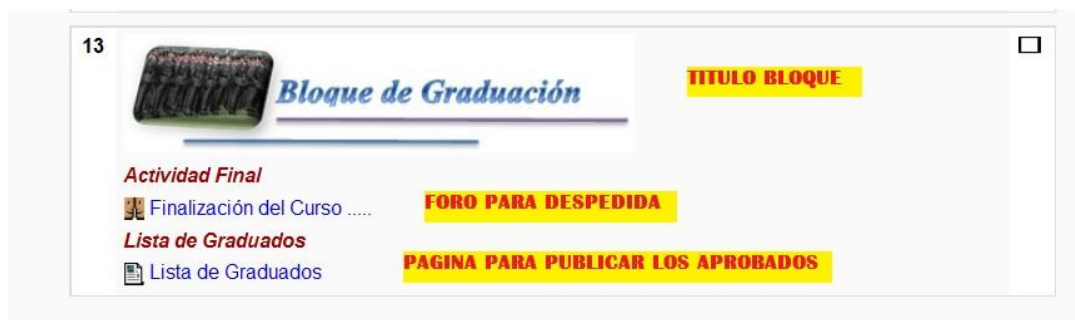 13
Bloque de Graduación
TITULO BLOQUE
Actividad Final
Finalización del Curso .....
FORO PARA DESPEDIDA
Lista de Graduados
Lista de Graduados
PAGINA PARA PUBLICAR LOS APROBADOS